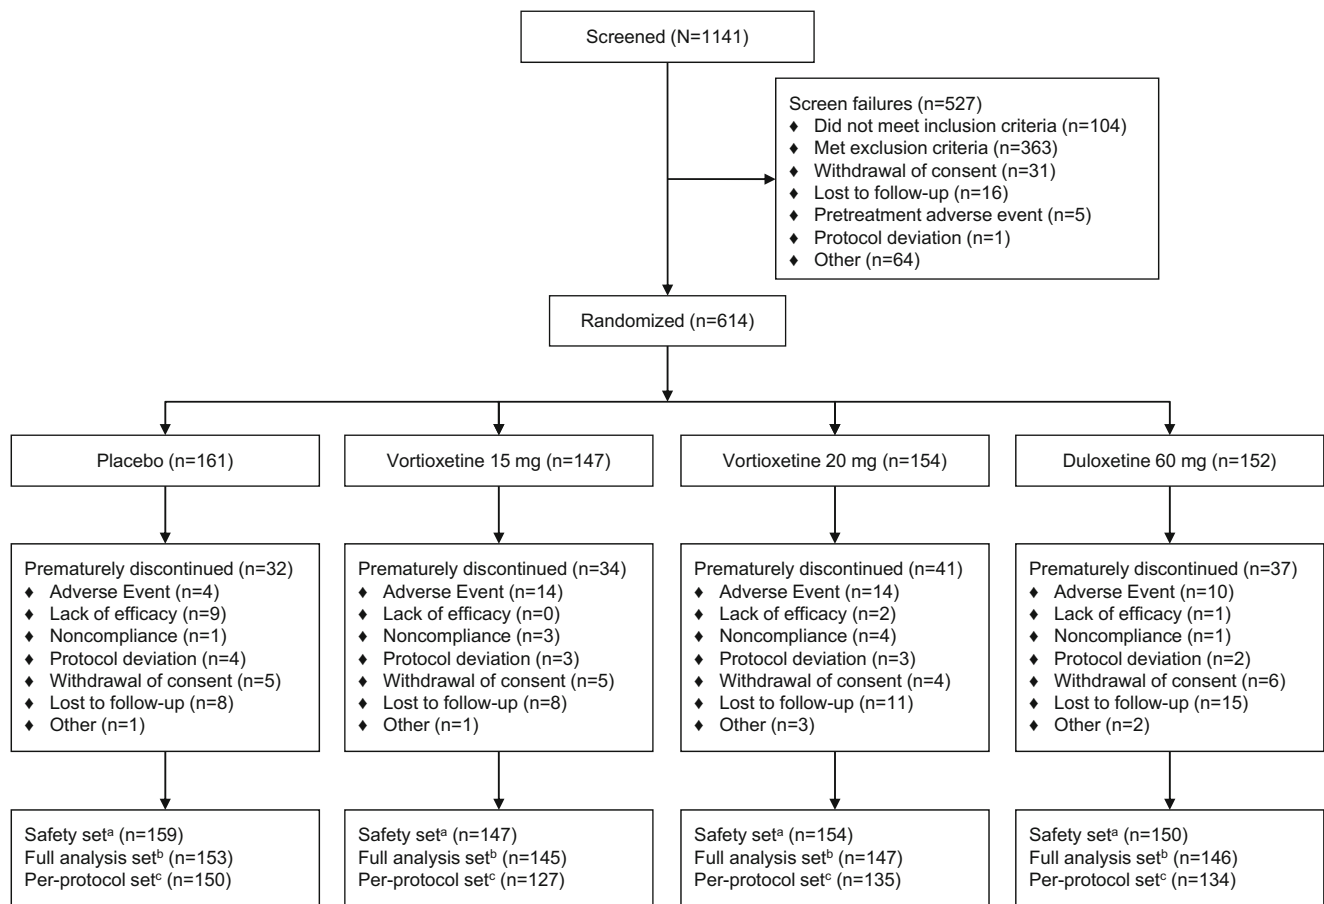 Screened (N=1141)
Screen failures (n=527)
♦ Did not meet inclusion criteria (n=104)
♦ Met exclusion criteria (n=363)
♦ Withdrawal of consent (n=31)
♦ Lost to follow-up (n=16)
♦ Pretreatment adverse event (n=5)
♦ Protocol deviation (n=1)
♦ Other (n=64)
Randomized (n=614)
Placebo (n=161)
Vortioxetine 15 mg (n=147)
Vortioxetine 20 mg (n=154)
Duloxetine 60 mg (n=152)
Prematurely discontinued (n=32)
♦ Adverse Event (n=4)
♦ Lack of efficacy (n=9)
♦ Noncompliance (n=1)
♦ Protocol deviation (n=4)
♦ Withdrawal of consent (n=5)
♦ Lost to follow-up (n=8)
♦ Other (n=1)
Prematurely discontinued (n=34)
♦ Adverse Event (n=14)
♦ Lack of efficacy (n=0)
♦ Noncompliance (n=3)
♦ Protocol deviation (n=3)
♦ Withdrawal of consent (n=5)
♦ Lost to follow-up (n=8)
♦ Other (n=1)
Prematurely discontinued (n=41)
♦ Adverse Event (n=14)
♦ Lack of efficacy (n=2)
♦ Noncompliance (n=4)
♦ Protocol deviation (n=3)
♦ Withdrawal of consent (n=4)
♦ Lost to follow-up (n=11)
♦ Other (n=3)
Prematurely discontinued (n=37)
♦ Adverse Event (n=10)
♦ Lack of efficacy (n=1)
♦ Noncompliance (n=1)
♦ Protocol deviation (n=2)
♦ Withdrawal of consent (n=6)
♦ Lost to follow-up (n=15)
♦ Other (n=2)
Safety setᵃ (n=159)
Full analysis setᵇ (n=153)
Per-protocol setᶜ (n=150)
Safety setᵃ (n=147)
Full analysis setᵇ (n=145)
Per-protocol setᶜ (n=127)
Safety setᵃ (n=154)
Full analysis setᵇ (n=147)
Per-protocol setᶜ (n=135)
Safety setᵃ (n=150)
Full analysis setᵇ (n=146)
Per-protocol setᶜ (n=134)